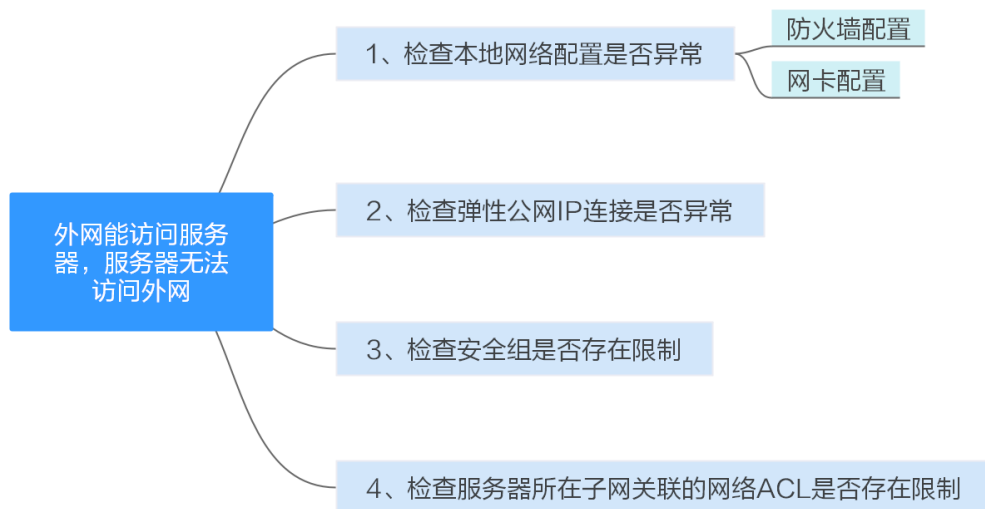 外网能访问服务
器，服务器无法
访问外网
1、检查本地网络配置是否异常
防火墙配置
网卡配置
2、检查弹性公网IP连接是否异常
3、检查安全组是否存在限制
4、检查服务器所在子网关联的网络ACL是否存在限制